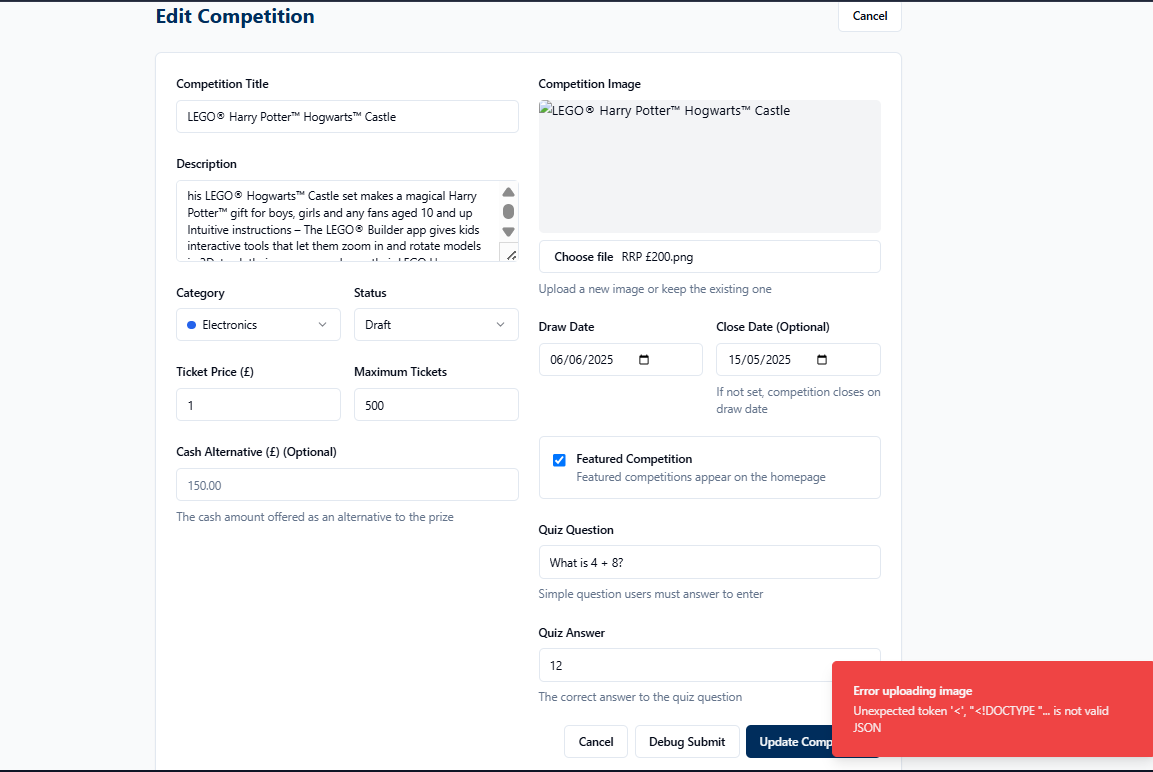 Edit Competition
Cancel
Competition Title
LEGO® Harry Potter™ Hogwarts™ Castle
Description
his LEGO® Hogwarts™ Castle set makes a magical Harry
Potter™ gift for boys, girls and any fans aged 10 and up
Intuitive instructions – The LEGO® Builder app gives kids
interactive tools that let them zoom in and rotate models
Category
Status
Electronics
Draft
Ticket Price (£)
Maximum Tickets
1
500
Cash Alternative (£) (Optional)
150.00
The cash amount offered as an alternative to the prize
Competition Image
LEGO® Harry Potter™ Hogwarts™ Castle
Choose file RRP £200.png
Upload a new image or keep the existing one
Draw Date
Close Date (Optional)
06/06/2025
15/05/2025
If not set, competition closes on
draw date
Featured Competition
Featured competitions appear on the homepage
Quiz Question
What is 4 + 8?
Simple question users must answer to enter
Quiz Answer
12
The correct answer to the quiz question
Cancel
Debug Submit
Update Comp
Error uploading image
Unexpected token '<', "<!DOCTYPE "... is not valid
JSON